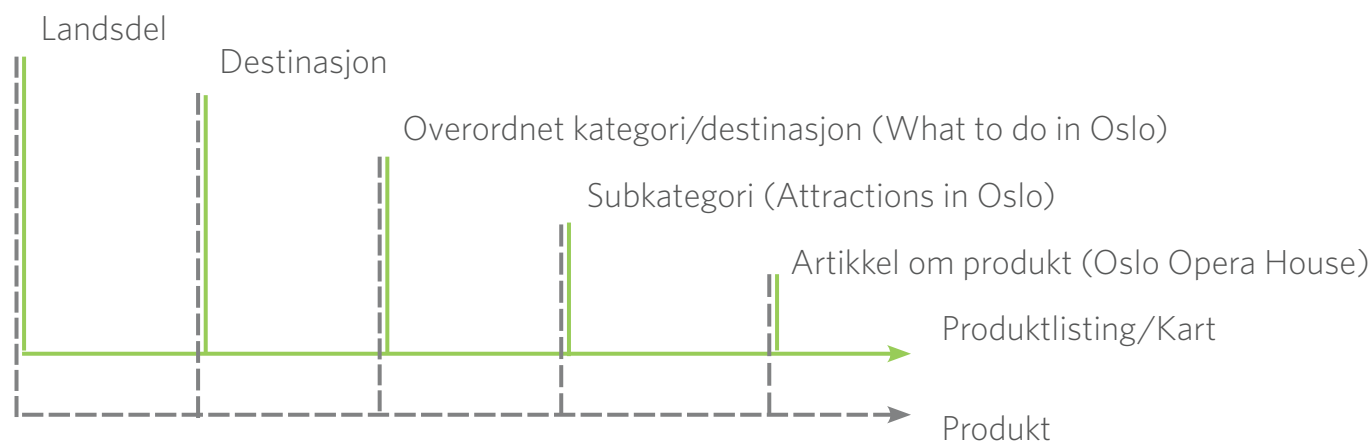 Landsdel
Destinasjon
Overordnet kategori/destinasjon (What to do in Oslo)
Subkategori (Attractions in Oslo)
Artikkel om produkt (Oslo Opera House)
Produktlisting/Kart
Produkt